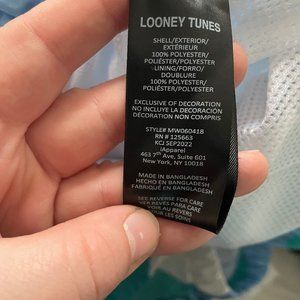 LOONEY TUNES
SHELL/EXTERIOR/
EXTÉRIEUR
100% POLYESTER/
POLIÉSTER/POLYESTER
LINING/FORRO/
DOUBLURE
100% POLYESTER/
POLIÉSTER/POLYESTER
EXCLUSIVE OF DECORATION
NO INCLUYE LA DECORACIÓN
DÉCORATION NON COMPRIS
STYLE# MW060418
RN # 125663
KCJ SEP2022
iApparel
463 7th Ave, Suite 601
New York, NY 10018
MADE IN BANGLADESH
HECHO EN BANGLADESH
FABRIQUÉ EN BANGLADESH
SEE REVERSE FOR CARE
VER REVÉS PARA CARE
VOIR AU REVERS
POUR LES SOINS